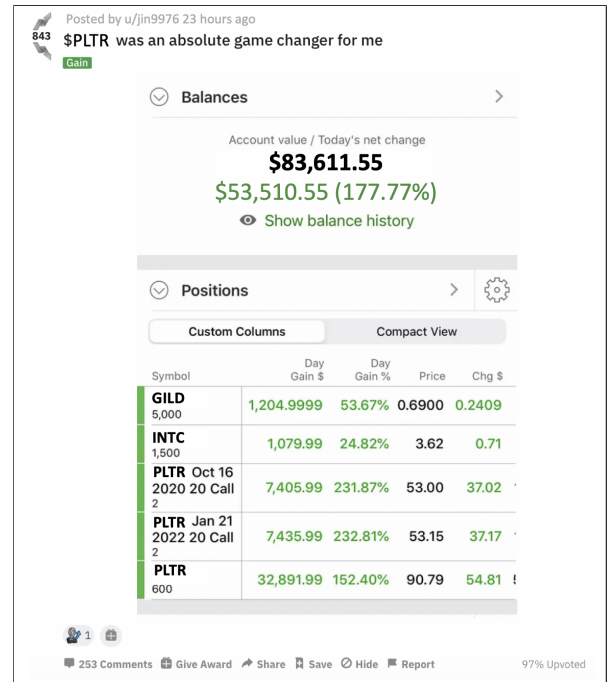 Posted by u/jin9976 23 hours ago
843
$PLTR was an absolute game changer for me
Gain
Balances
Account value / Today's net change
$83,611.55
$53,510.55 (177.77%)
Show balance history
Positions
Custom Columns Compact View
Symbol Day Gain $ Day Gain % Price Chg $
GILD
5,000 1,204.9999 53.67% 0.6900 0.2409
INTC
1,500 1,079.99 24.82% 3.62 0.71
PLTR Oct 16
2020 20 Call 7,405.99 231.87% 53.00 37.02
2
PLTR Jan 21
2022 20 Call 7,435.99 232.81% 53.15 37.17
2
PLTR
600 32,891.99 152.40% 90.79 54.81
1
253 Comments Give Award Share Save Hide Report 97% Upvoted